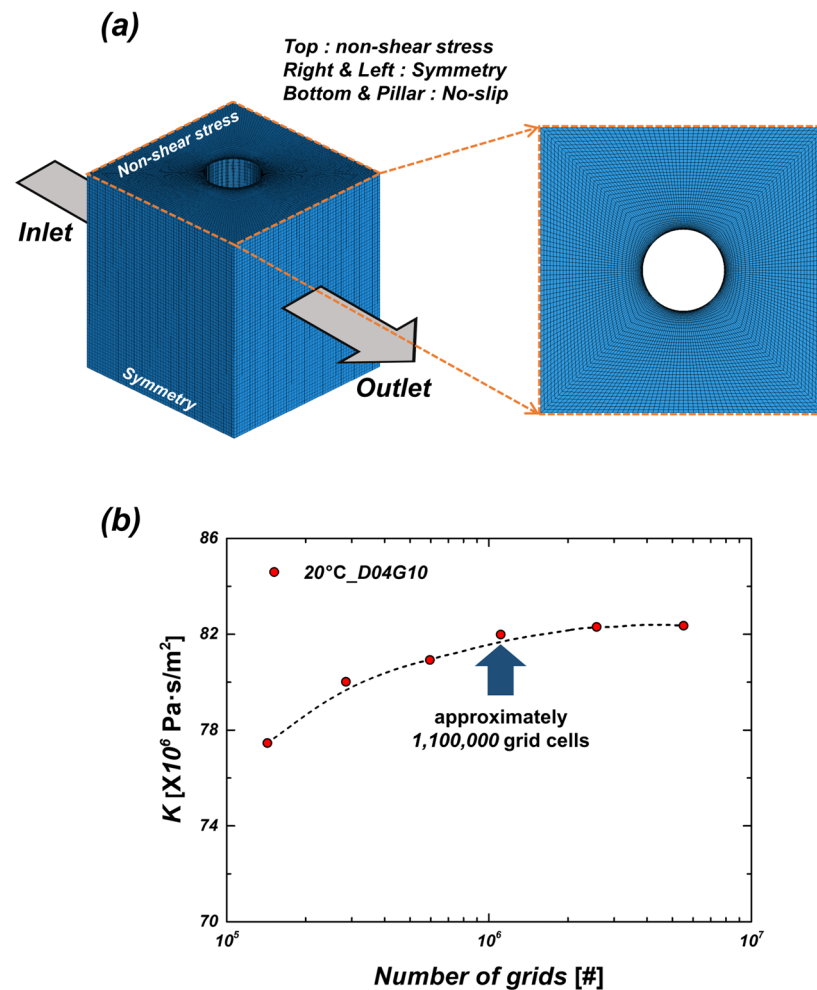 (a)
Top : non-shear stress
Right & Left : Symmetry
Bottom & Pillar : No-slip
Non-shear stress
Inlet
Outlet
Symmetry
(b)
86
82
78
74
70
K [X10⁶ Pa·s/m²]
20°C_D04G10
approximately
1,100,000 grid cells
10⁵
10⁶
10⁷
Number of grids [#]